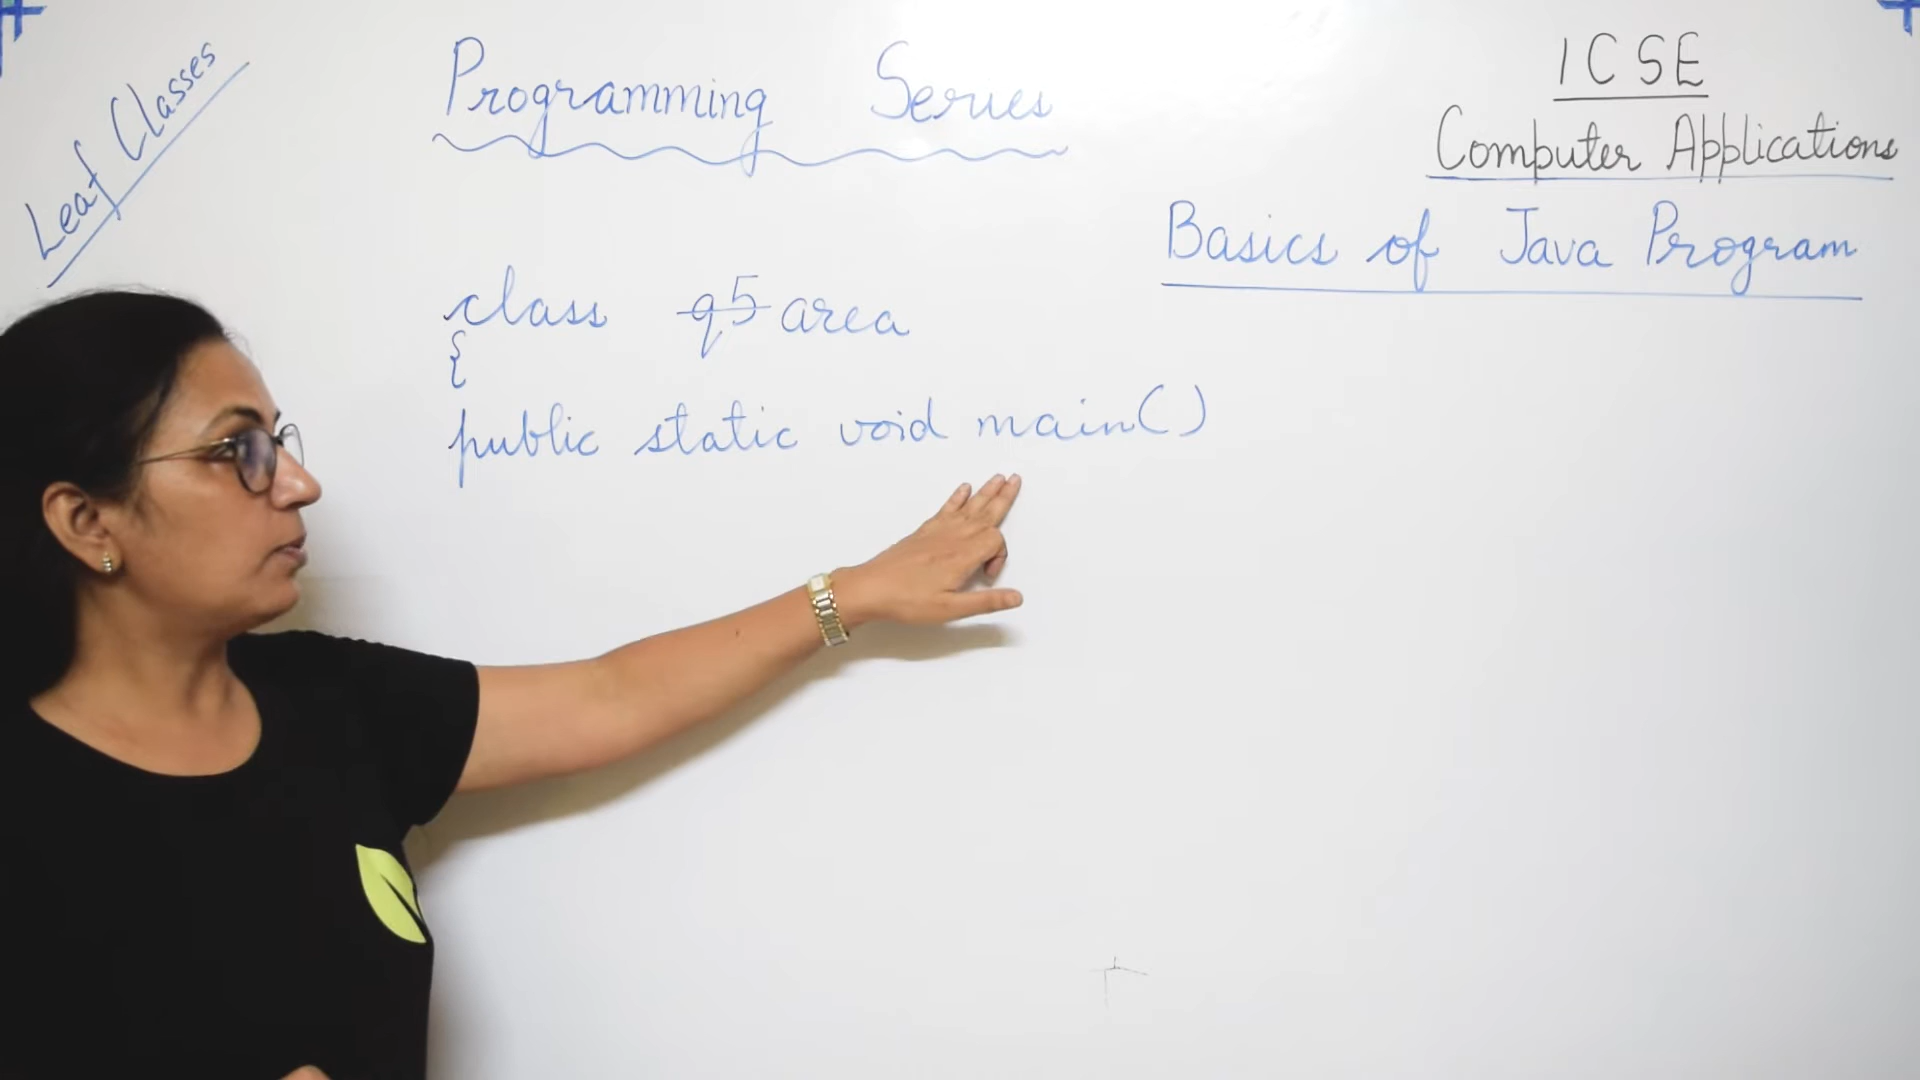 Leaf Classes
Programming Series
ICSE
Computer Applications
Basics of Java Program
class q5 area
{
public static void main()